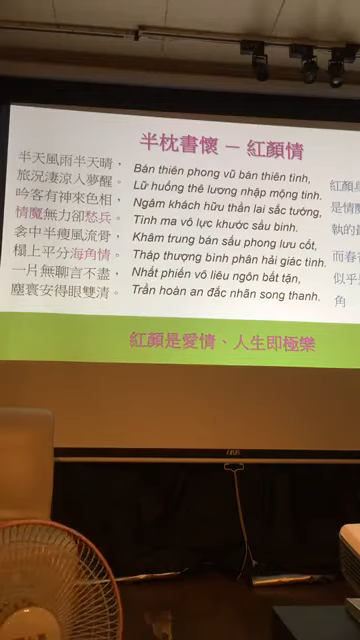 半枕書懷 － 紅顏情
半天風雨半天晴，
旅況淒涼人夢醒。
吟客有神來色相，
情魔無力卻愁兵。
衾中半瘦風流骨，
榻上平分海角情。
一片無聊言不盡，
塵寰安得眼雙清。
Bán thiên phong vũ bán thiên tình,
Lữ huống thê lương nhập mộng tinh.
Ngâm khách hữu thần lai sắc tướng,
Tình ma vô lực khước sầu binh.
Khâm trung bán sấu phong lưu cốt,
Tháp thượng bình phân hải giác tình.
Nhất phiến vô liêu ngôn bất tận,
Trần hoàn an đắc nhãn song thanh.
紅顏
是情
執的
而春
似乎
角
紅顏是愛情、人生即極樂